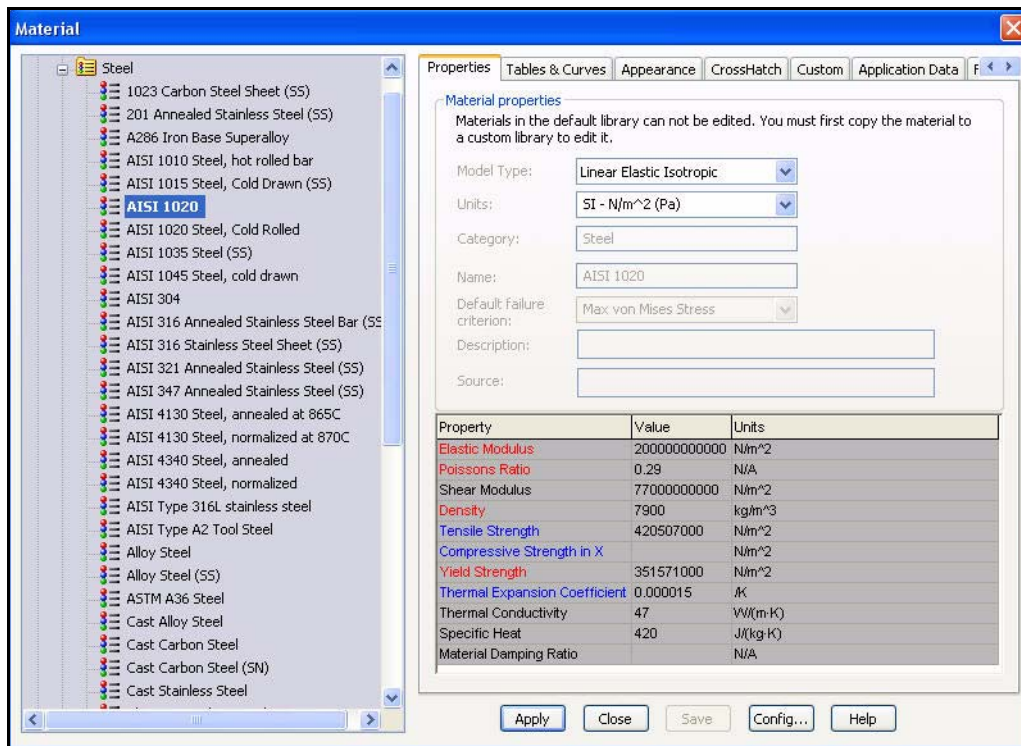 Material
Steel
1023 Carbon Steel Sheet (SS)
201 Annealed Stainless Steel (SS)
A286 Iron Base Superalloy
AISI 1010 Steel, hot rolled bar
AISI 1015 Steel, Cold Drawn (SS)
AISI 1020
AISI 1020 Steel, Cold Rolled
AISI 1035 Steel (SS)
AISI 1045 Steel, cold drawn
AISI 304
AISI 316 Annealed Stainless Steel Bar (SS
AISI 316 Stainless Steel Sheet (SS)
AISI 321 Annealed Stainless Steel (SS)
AISI 347 Annealed Stainless Steel (SS)
AISI 4130 Steel, annealed at 865C
AISI 4130 Steel, normalized at 870C
AISI 4340 Steel, annealed
AISI 4340 Steel, normalized
AISI Type 316L stainless steel
AISI Type A2 Tool Steel
Alloy Steel
Alloy Steel (SS)
ASTM A36 Steel
Cast Alloy Steel
Cast Carbon Steel
Cast Carbon Steel (SN)
Cast Stainless Steel
Properties Tables & Curves Appearance CrossHatch Custom Application Data F
Material properties
Materials in the default library can not be edited. You must first copy the material to
a custom library to edit it.
Model Type: Linear Elastic Isotropic
Units: SI - N/m^2 (Pa)
Category: Steel
Name: AISI 1020
Default failure
criterion: Max von Mises Stress
Description:
Source:
Property Value Units
Elastic Modulus 200000000000 N/m^2
Poissons Ratio 0.29 N/A
Shear Modulus 77000000000 N/m^2
Density 7900 kg/m^3
Tensile Strength 420507000 N/m^2
Compressive Strength in X N/m^2
Yield Strength 351571000 N/m^2
Thermal Expansion Coefficient 0.000015 /K
Thermal Conductivity 47 W/(m·K)
Specific Heat 420 J/(kg·K)
Material Damping Ratio N/A
Apply Close Save Config... Help